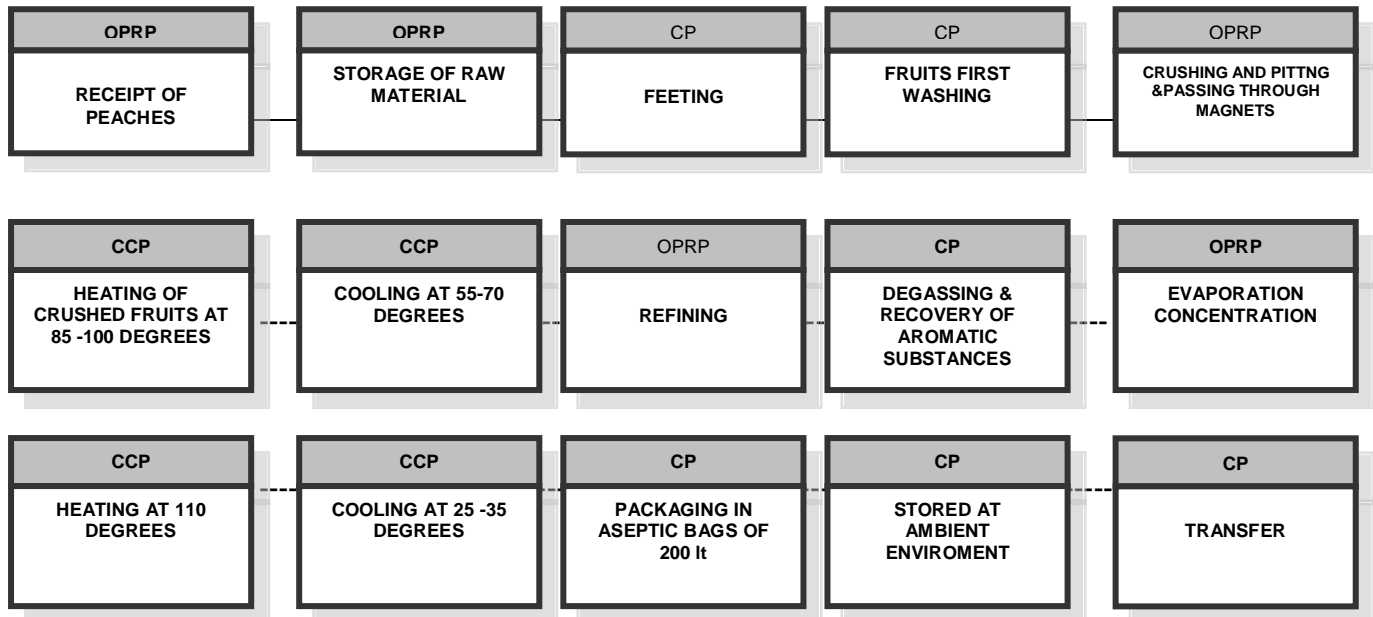 OPRP
RECEIPT OF
PEACHES
OPRP
STORAGE OF RAW
MATERIAL
CP
FEETING
CP
FRUITS FIRST
WASHING
OPRP
CRUSHING AND PITTNG
&PASSING THROUGH
MAGNETS
CCP
HEATING OF
CRUSHED FRUITS AT
85 -100 DEGREES
CCP
COOLING AT 55-70
DEGREES
OPRP
REFINING
CP
DEGASSING &
RECOVERY OF
AROMATIC
SUBSTANCES
OPRP
EVAPORATION
CONCENTRATION
CCP
HEATING AT 110
DEGREES
CCP
COOLING AT 25 -35
DEGREES
CP
PACKAGING IN
ASEPTIC BAGS OF
200 lt
CP
STORED AT
AMBIENT
ENVIROMENT
CP
TRANSFER